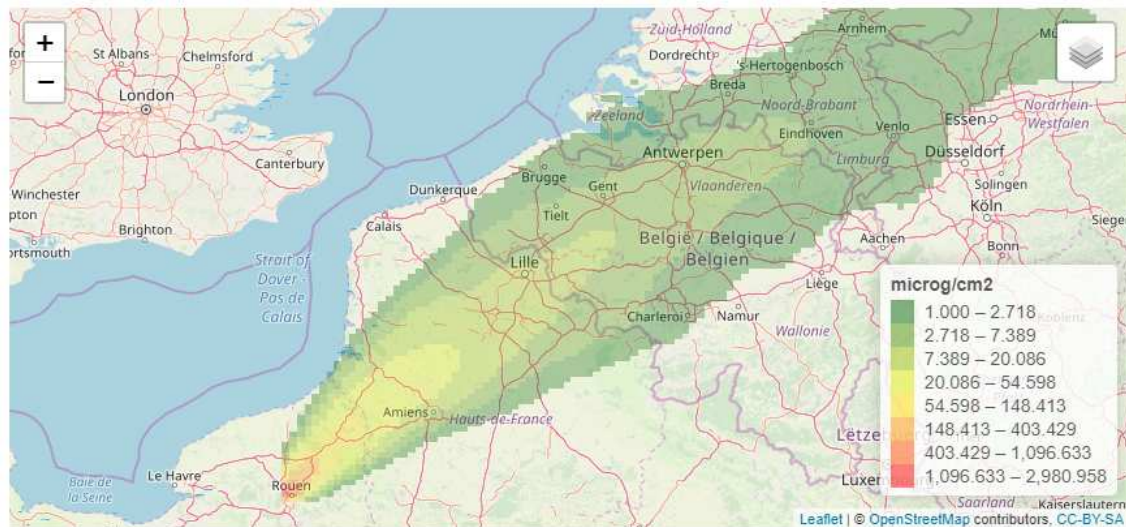 +
−
St Albans
Chelmsford
London
Canterbury
Winchester
Brighton
ortsmouth
Strait of
Dover -
Pas de
Calais
Dunkerque
Calais
Zuid-Holland
Dordrecht
Arnhem
's-Hertogenbosch
Breda
Noord-Brabant
Zeeland
Eindhoven
Venlo
Essen
Nordrhein-
Westfalen
Antwerpen
Limburg
Düsseldorf
Brugge
Gent
Vlaanderen
Solingen
Tielt
Köln
Siege
België / Belgique /
Belgien
Aachen
Bonn
Lille
Liège
Charleroi
Namur
Wallonie
Koblenz
Amiens
Hauts-de-France
Le Havre
Baie de
la Seine
Rouen
Saarland
Kaiserslautern
microg/cm2
1.000 – 2.718
2.718 – 7.389
7.389 – 20.086
20.086 – 54.598
54.598 – 148.413
148.413 – 403.429
403.429 – 1,096.633
1,096.633 – 2,980.958
Leaflet | © OpenStreetMap contributors, CC-BY-SA